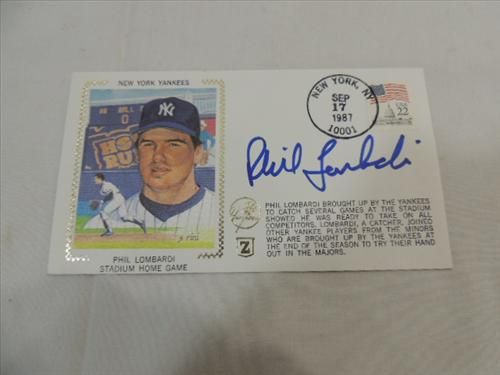 NEW YORK YANKEES
NY
PHIL LOMBARDI
STADIUM HOME GAME
NEW YORK, NY
SEP
17
1987
10001
USA
22
Phil Lombardi
Z
PHIL LOMBARDI BROUGHT UP BY THE YANKEES
TO CATCH SEVERAL GAMES AT THE STADIUM
SHOWED HE WAS READY TO TAKE ON ALL
COMPETITORS. LOMBARDI, A CATCHER, JOINED
OTHER YANKEE PLAYERS FROM THE MINORS
WHO ARE BROUGHT UP BY THE YANKEES AT
THE END OF THE SEASON TO TRY THEIR HAND
OUT IN THE MAJORS.